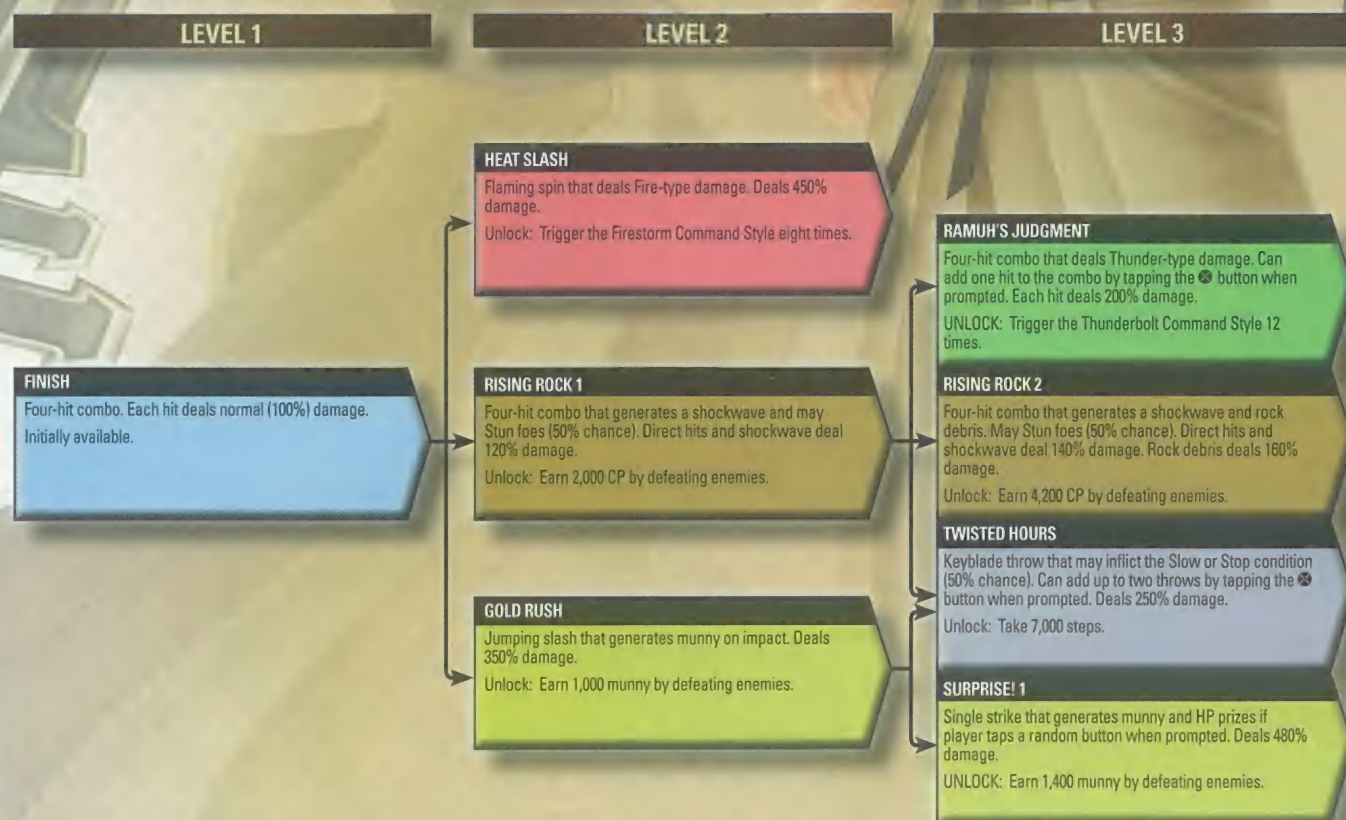 LEVEL 1
LEVEL 2
LEVEL 3
HEAT SLASH
Flaming spin that deals Fire-type damage. Deals 450%
damage.
Unlock: Trigger the Firestorm Command Style eight times.
RAMUH'S JUDGMENT
Four-hit combo that deals Thunder-type damage. Can
add one hit to the combo by tapping the ⊗ button when
prompted. Each hit deals 200% damage.
UNLOCK: Trigger the Thunderbolt Command Style 12
times.
FINISH
Four-hit combo. Each hit deals normal (100%) damage.
Initially available.
RISING ROCK 1
Four-hit combo that generates a shockwave and may
Stun foes (50% chance). Direct hits and shockwave deal
120% damage.
Unlock: Earn 2,000 CP by defeating enemies.
RISING ROCK 2
Four-hit combo that generates a shockwave and rock
debris. May Stun foes (50% chance). Direct hits and
shockwave deal 140% damage. Rock debris deals 160%
damage.
Unlock: Earn 4,200 CP by defeating enemies.
TWISTED HOURS
Keyblade throw that may inflict the Slow or Stop condition
(50% chance). Can add up to two throws by tapping the ⊗
button when prompted. Deals 250% damage.
Unlock: Take 7,000 steps.
GOLD RUSH
Jumping slash that generates munny on impact. Deals
350% damage.
Unlock: Earn 1,000 munny by defeating enemies.
SURPRISE! 1
Single strike that generates munny and HP prizes if
player taps a random button when prompted. Deals 480%
damage.
UNLOCK: Earn 1,400 munny by defeating enemies.